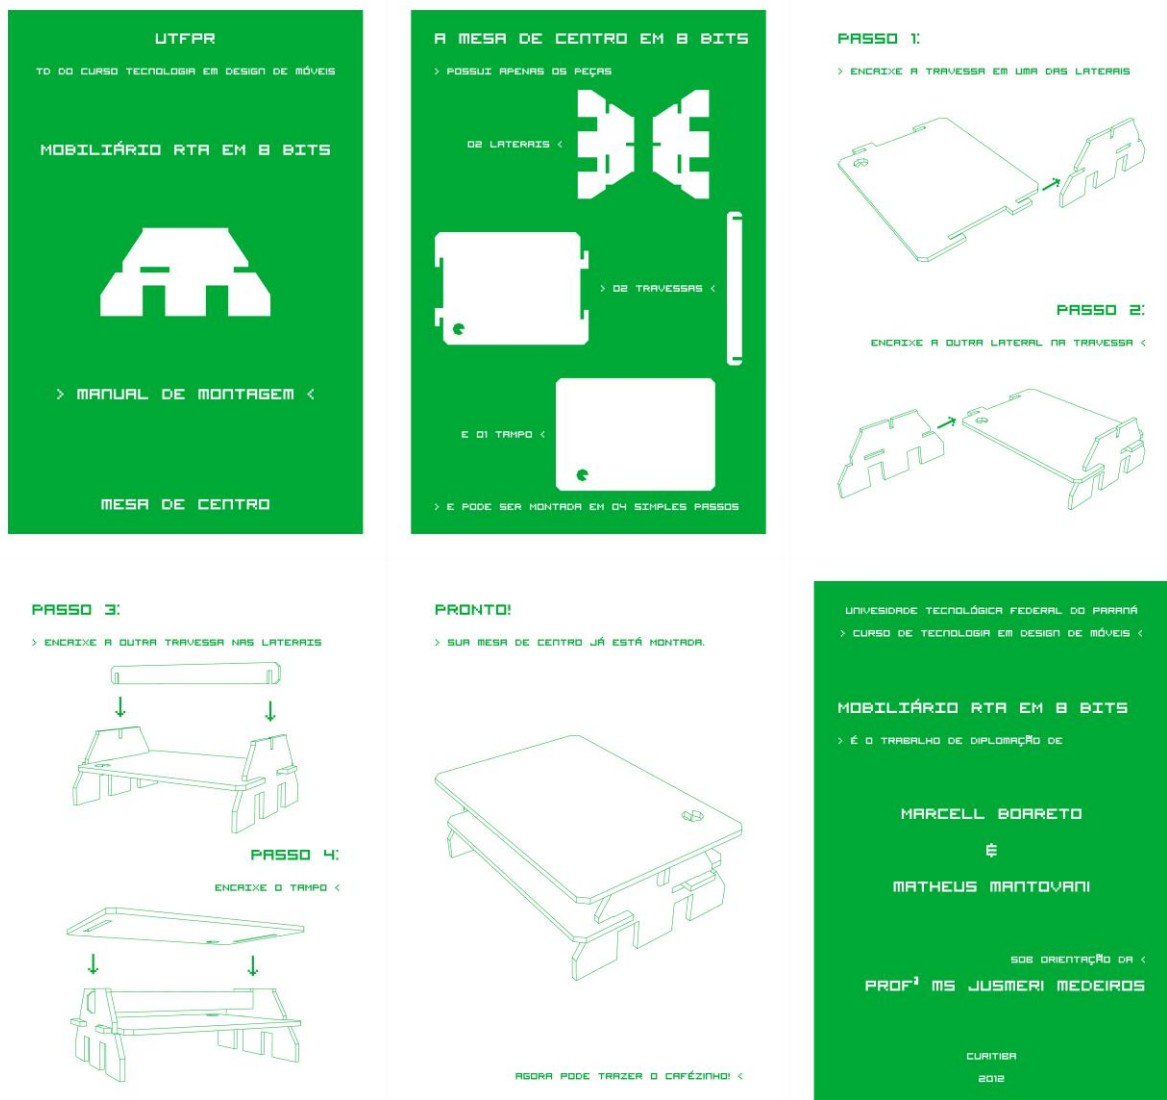 UTFPR
TD DO CURSO TECNOLOGIA EM DESIGN DE MÓVEIS
MOBILIÁRIO RTA EM 8 BITS
> MANUAL DE MONTAGEM <
MESA DE CENTRO
A MESA DE CENTRO EM 8 BITS
> POSSUI APENAS 05 PEÇAS
02 LATERAIS <
> 02 TRAVESSAS <
E 01 TAMPO <
> E PODE SER MONTADA EM 04 SIMPLES PASSOS
PASSO 1:
> ENCAIXE A TRAVESSA EM UMA DAS LATERAIS
PASSO 2:
ENCAIXE A OUTRA LATERAL NA TRAVESSA <
PASSO 3:
> ENCAIXE A OUTRA TRAVESSA NAS LATERAIS
PASSO 4:
ENCAIXE O TAMPO <
PRONTO!
> SUA MESA DE CENTRO JÁ ESTÁ MONTADA.
AGORA PODE TRAZER O CAFÉZINHO! <
UNIVESIDADE TECNOLÓGICA FEDERAL DO PARANÁ
> CURSO DE TECNOLOGIA EM DESIGN DE MÓVEIS <
MOBILIÁRIO RTA EM 8 BITS
> É O TRABALHO DE DIPLOMAÇÃO DE
MARCELL BOARETO
&
MATHEUS MANTOVANI
SOB ORIENTAÇÃO DA <
PROFª MS JUSMERI MEDEIROS
CURITIBA
2012